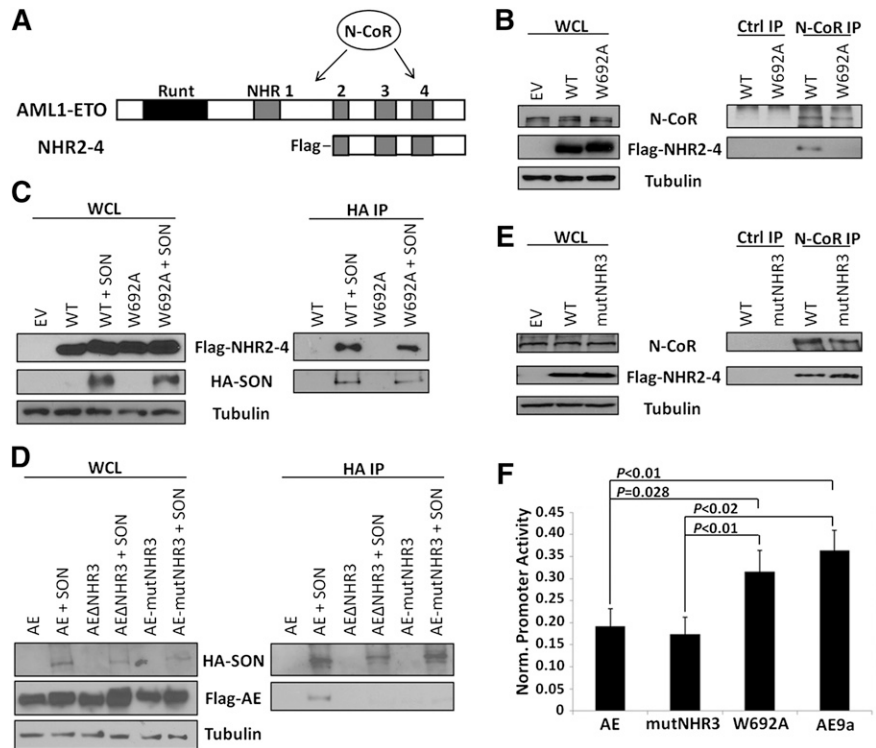 A
N-CoR
Runt
NHR 1
2
3
4
AML1-ETO
NHR2-4
Flag
B
WCL
Ctrl IP
N-CoR IP
EV
WT
W692A
WT
W692A
WT
W692A
N-CoR
Flag-NHR2-4
Tubulin
C
WCL
HA IP
EV
WT
WT + SON
W692A
W692A + SON
WT
WT + SON
W692A
W692A + SON
Flag-NHR2-4
HA-SON
Tubulin
E
WCL
Ctrl IP
N-CoR IP
EV
WT
mutNHR3
WT
mutNHR3
WT
mutNHR3
N-CoR
Flag-NHR2-4
Tubulin
D
WCL
HA IP
AE
AE + SON
AEΔNHR3
AEΔNHR3 + SON
AE-mutNHR3
AE-mutNHR3 + SON
AE
AE + SON
AEΔNHR3
AEΔNHR3 + SON
AE-mutNHR3
AE-mutNHR3 + SON
HA-SON
Flag-AE
Tubulin
F
P<0.01
P=0.028
P<0.02
P<0.01
Norm. Promoter Activity
0.45
0.40
0.35
0.30
0.25
0.20
0.15
0.10
0.05
0
AE
mutNHR3
W692A
AE9a